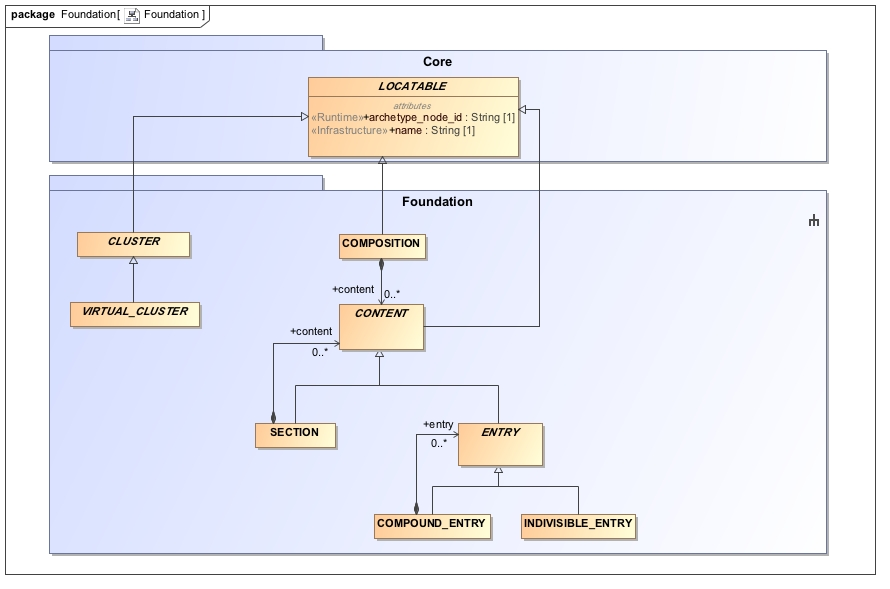 package Foundation[ Foundation ]
Core
LOCATABLE
attributes
«Runtime»+archetype_node_id : String [1]
«Infrastructure»+name : String [1]
Foundation
CLUSTER
COMPOSITION
+content
0..*
VIRTUAL_CLUSTER
CONTENT
+content
0..*
SECTION
+entry
0..*
ENTRY
COMPOUND_ENTRY
INDIVISIBLE_ENTRY